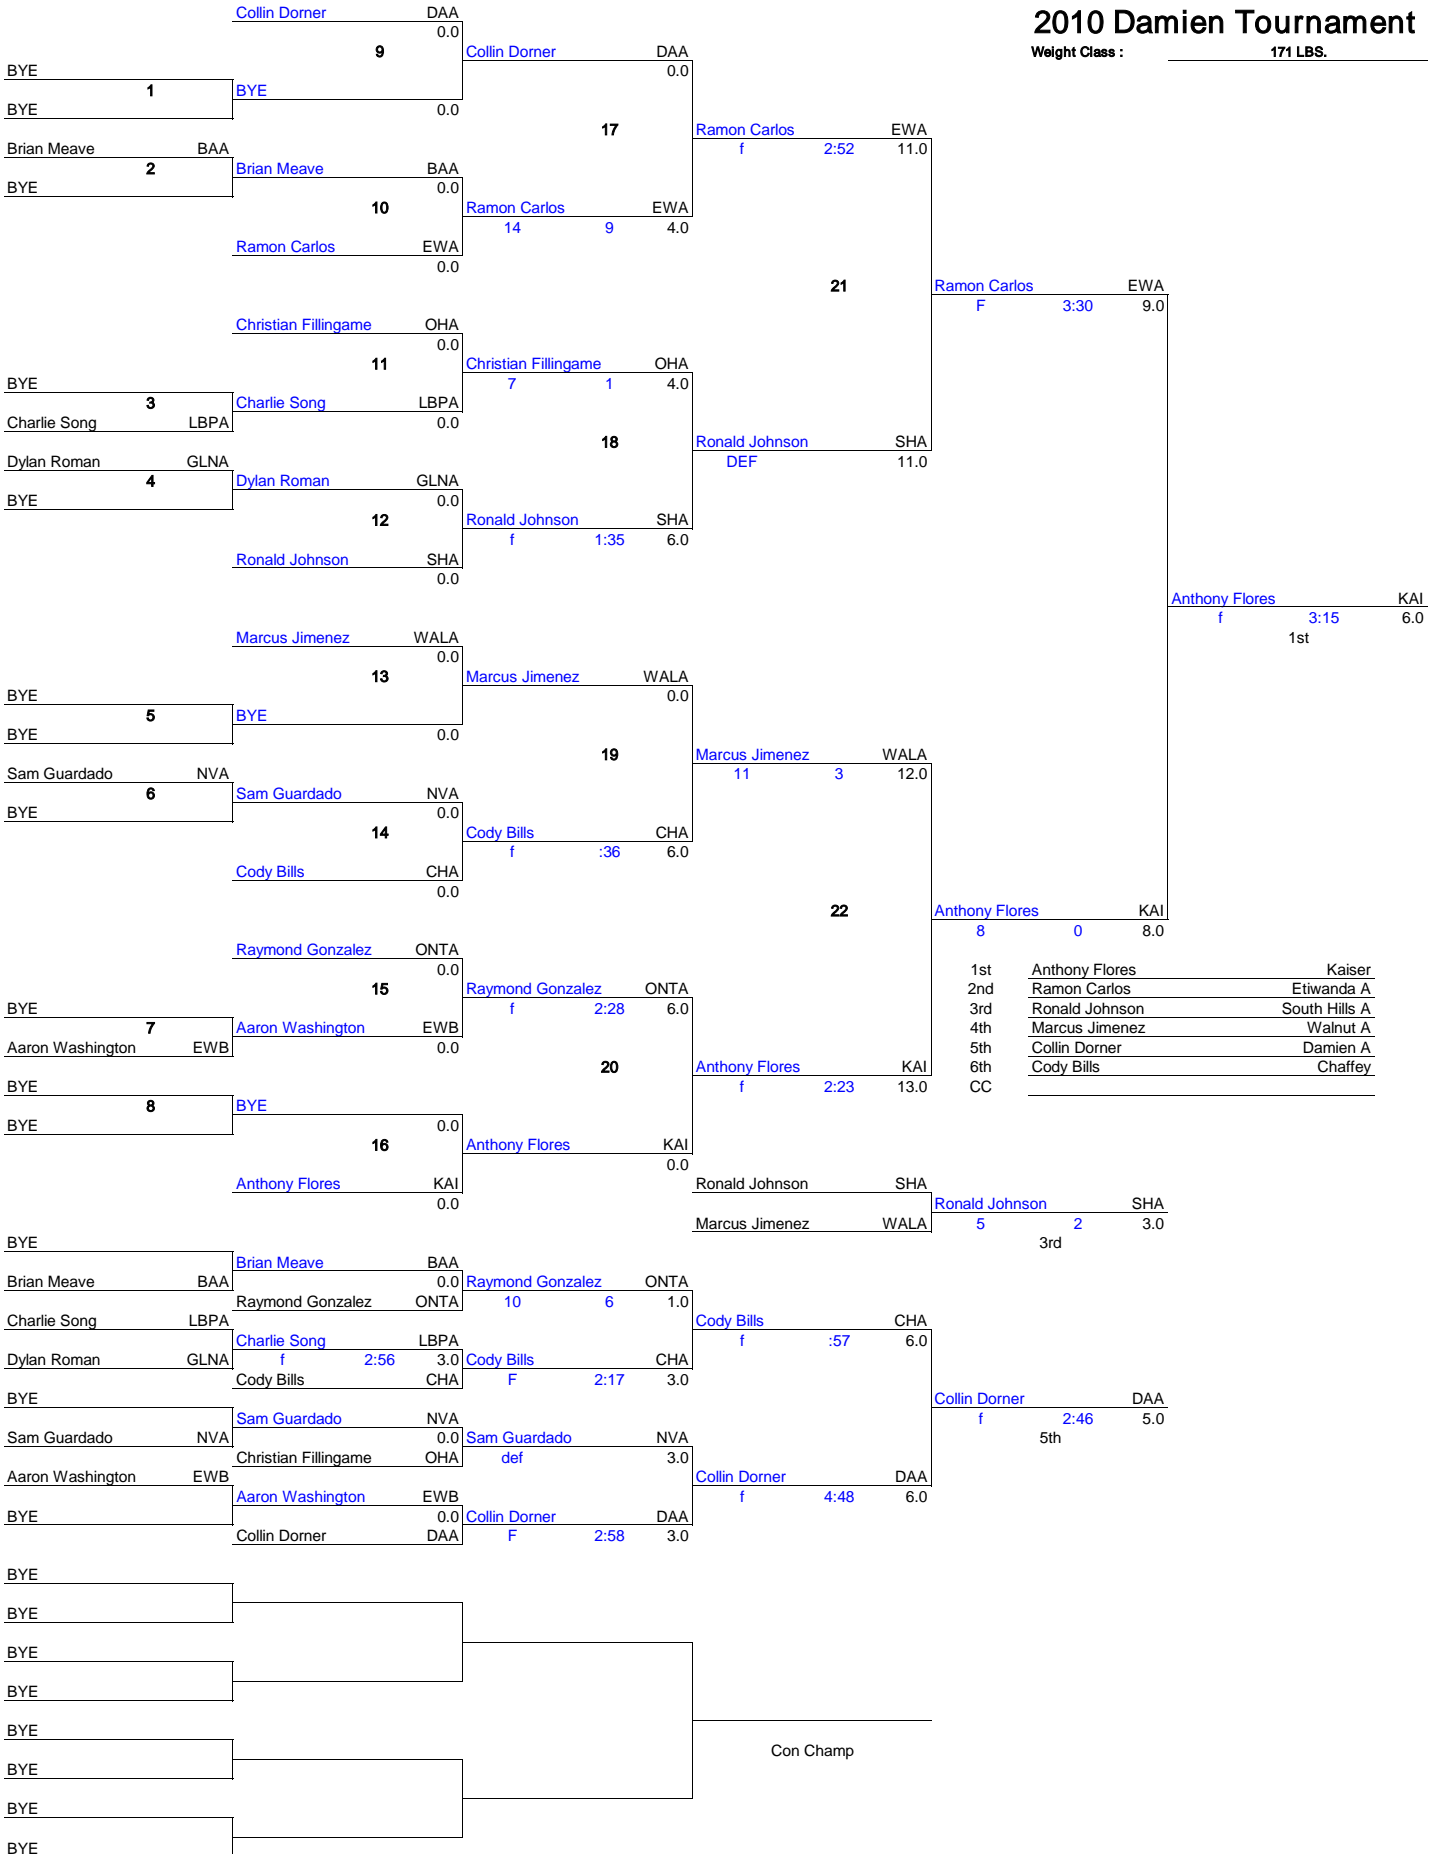 2010 Damien Tournament
Weight Class : 171 LBS.
Collin Dorner DAA
0.0
9
Collin Dorner DAA
0.0
BYE
1
BYE
BYE
0.0
17
Ramon Carlos EWA
f 2:52 11.0
Brian Meave BAA
2
Brian Meave BAA
BYE
0.0
10
Ramon Carlos EWA
14 9 4.0
Ramon Carlos EWA
0.0
21
Ramon Carlos EWA
F 3:30 9.0
Christian Fillingame OHA
0.0
11
Christian Fillingame OHA
7 1 4.0
BYE
3
Charlie Song LBPA
Charlie Song LBPA
0.0
18
Ronald Johnson SHA
DEF 11.0
Dylan Roman GLNA
4
Dylan Roman GLNA
BYE
0.0
12
Ronald Johnson SHA
f 1:35 6.0
Ronald Johnson SHA
0.0
Anthony Flores KAI
f 3:15 6.0
1st
Marcus Jimenez WALA
0.0
13
Marcus Jimenez WALA
0.0
BYE
5
BYE
BYE
0.0
19
Marcus Jimenez WALA
11 3 12.0
Sam Guardado NVA
6
Sam Guardado NVA
BYE
0.0
14
Cody Bills CHA
f :36 6.0
Cody Bills CHA
0.0
22
Anthony Flores KAI
8 0 8.0
Raymond Gonzalez ONTA
0.0
15
Raymond Gonzalez ONTA
f 2:28 6.0
BYE
7
Aaron Washington EWB
Aaron Washington EWB
0.0
20
Anthony Flores KAI
f 2:23 13.0
BYE
8
BYE
BYE
0.0
16
Anthony Flores KAI
0.0
Anthony Flores KAI
0.0
1st Anthony Flores Kaiser
2nd Ramon Carlos Etiwanda A
3rd Ronald Johnson South Hills A
4th Marcus Jimenez Walnut A
5th Collin Dorner Damien A
6th Cody Bills Chaffey
CC
Ronald Johnson SHA
Ronald Johnson SHA
Marcus Jimenez WALA
5 2 3.0
3rd
BYE
Brian Meave BAA
Brian Meave BAA
0.0
Raymond Gonzalez ONTA
Raymond Gonzalez ONTA
10 6 1.0
Charlie Song LBPA
Cody Bills CHA
f :57 6.0
Charlie Song LBPA
Dylan Roman GLNA
f 2:56 3.0
Cody Bills CHA
Cody Bills CHA
F 2:17 3.0
BYE
Collin Dorner DAA
f 2:46 5.0
5th
Sam Guardado NVA
Sam Guardado NVA
0.0
Sam Guardado NVA
Christian Fillingame OHA
def 3.0
Aaron Washington EWB
Collin Dorner DAA
f 4:48 6.0
Aaron Washington EWB
BYE
0.0
Collin Dorner DAA
Collin Dorner DAA
F 2:58 3.0
BYE
BYE
BYE
BYE
BYE
Con Champ
BYE
BYE
BYE